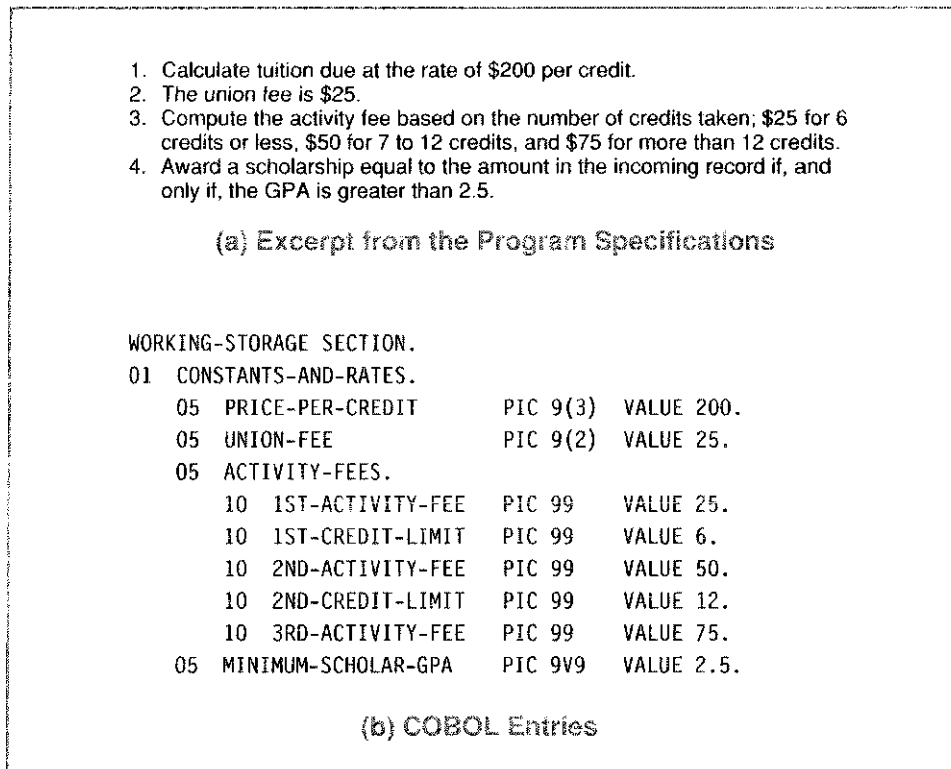 1. Calculate tuition due at the rate of $200 per credit.
2. The union fee is $25.
3. Compute the activity fee based on the number of credits taken; $25 for 6
credits or less, $50 for 7 to 12 credits, and $75 for more than 12 credits.
4. Award a scholarship equal to the amount in the incoming record if, and
only if, the GPA is greater than 2.5.
(a) Excerpt from the Program Specifications
WORKING-STORAGE SECTION.
01 CONSTANTS-AND-RATES.
05 PRICE-PER-CREDIT PIC 9(3) VALUE 200.
05 UNION-FEE PIC 9(2) VALUE 25.
05 ACTIVITY-FEES.
10 1ST-ACTIVITY-FEE PIC 99 VALUE 25.
10 1ST-CREDIT-LIMIT PIC 99 VALUE 6.
10 2ND-ACTIVITY-FEE PIC 99 VALUE 50.
10 2ND-CREDIT-LIMIT PIC 99 VALUE 12.
10 3RD-ACTIVITY-FEE PIC 99 VALUE 75.
05 MINIMUM-SCHOLAR-GPA PIC 9V9 VALUE 2.5.
(b) COBOL Entries